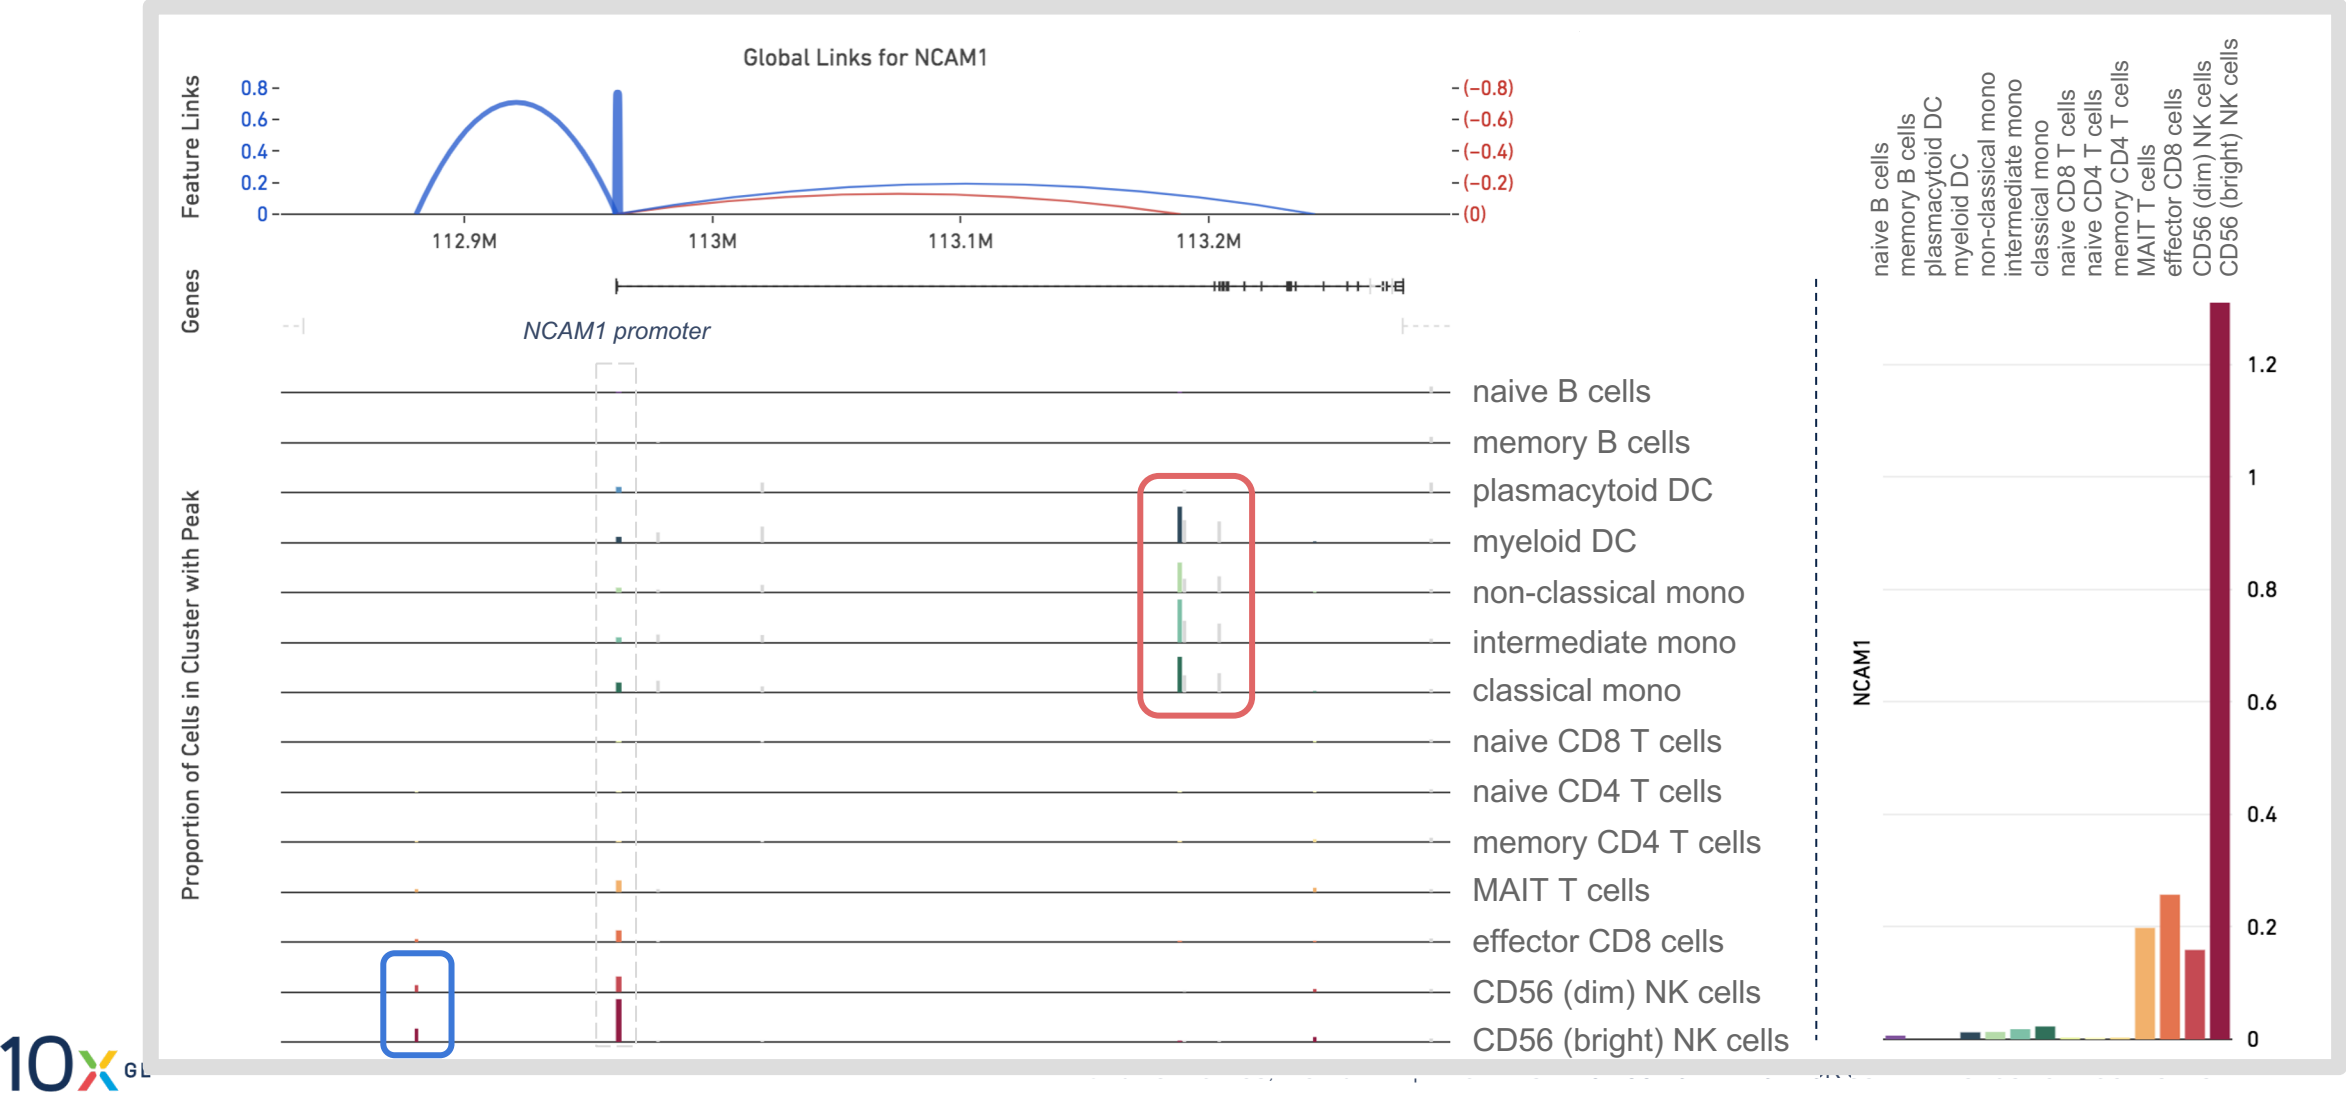 Global Links for NCAM1
Feature Links
0.8
0.6
0.4
0.2
0
(−0.8)
(−0.6)
(−0.4)
(−0.2)
(0)
112.9M
113M
113.1M
113.2M
Genes
NCAM1 promoter
Proportion of Cells in Cluster with Peak
naive B cells
memory B cells
plasmacytoid DC
myeloid DC
non-classical mono
intermediate mono
classical mono
naive CD8 T cells
naive CD4 T cells
memory CD4 T cells
MAIT T cells
effector CD8 cells
CD56 (dim) NK cells
CD56 (bright) NK cells
naive B cells
memory B cells
plasmacytoid DC
myeloid DC
non-classical mono
intermediate mono
classical mono
naive CD8 T cells
naive CD4 T cells
memory CD4 T cells
MAIT T cells
effector CD8 cells
CD56 (dim) NK cells
CD56 (bright) NK cells
NCAM1
1.2
1
0.8
0.6
0.4
0.2
0
10x